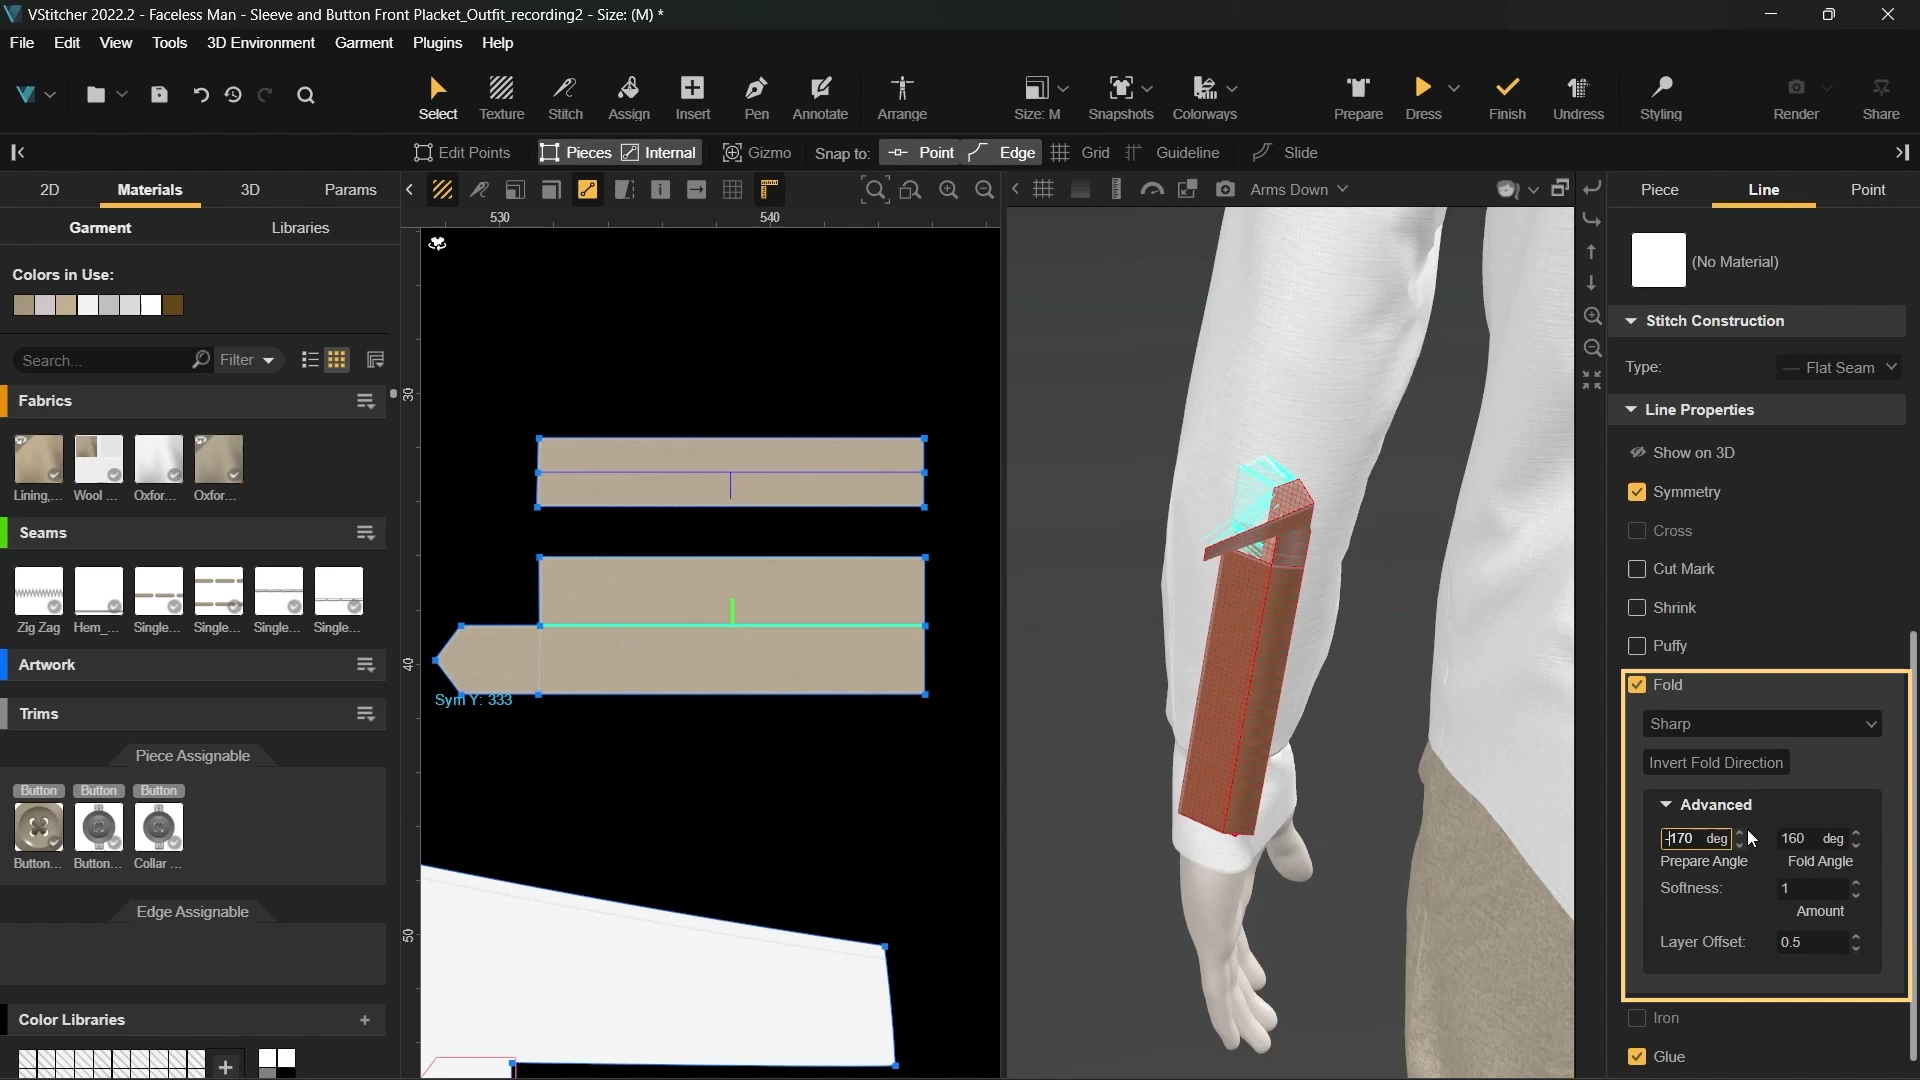 VStitcher 2022.2 - Faceless Man - Sleeve and Button Front Placket_Outfit_recording2 - Size: (M) *
File Edit View Tools 3D Environment Garment Plugins Help
Select Texture Stitch Assign Insert Pen Annotate Arrange Size: M Snapshots Colorways Prepare Dress Finish Undress Styling Render Share
Edit Points Pieces Internal Gizmo Snap to: Point Edge Grid Guideline Slide
2D Materials 3D Params
Arms Down
Piece Line Point
530 540
Garment Libraries
(No Material)
Colors in Use:
Stitch Construction
Search... Filter
Type: Flat Seam
Fabrics
30
Line Properties
Show on 3D
Lining,... Wool ... Oxfor... Oxfor...
Symmetry
Seams
Cross
Cut Mark
Shrink
Zig Zag Hem_... Single... Single... Single... Single...
Puffy
Artwork
40
Sym Y: 333
Fold
Trims
Sharp
Piece Assignable
Invert Fold Direction
Button Button Button
Advanced
-170 deg 160 deg
Button... Button... Collar ...
Prepare Angle Fold Angle
Softness: 1
Edge Assignable
Amount
50
Layer Offset: 0.5
Color Libraries
Iron
Glue